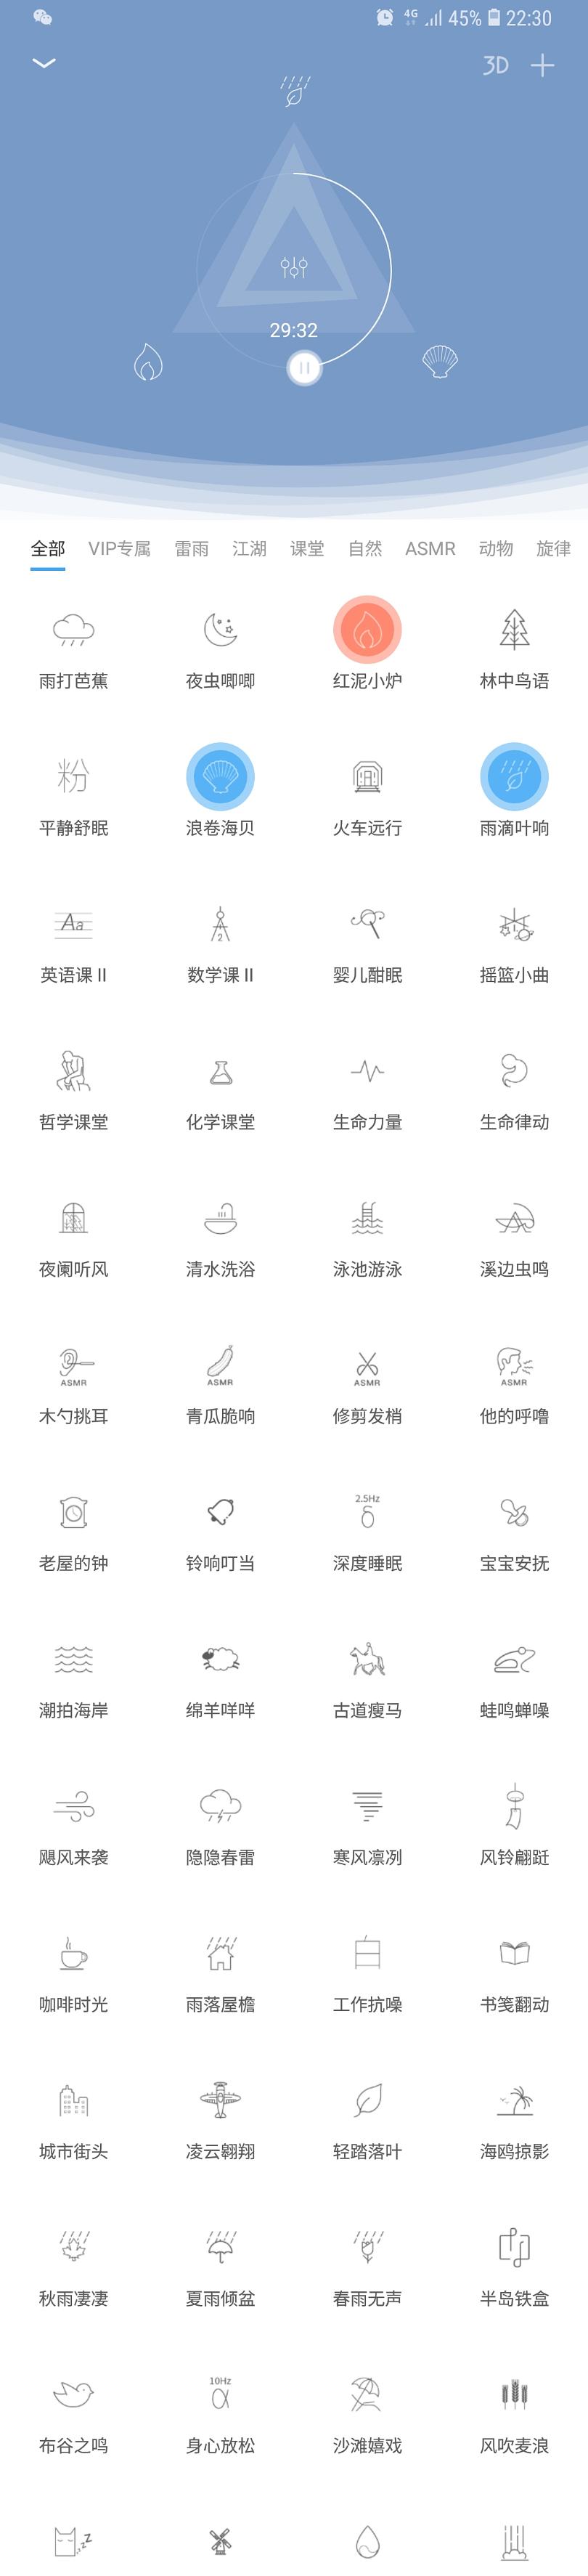 4G 45% 22:30
3D
29:32
全部 VIP专属 雷雨 江湖 课堂 自然 ASMR 动物 旋律
雨打芭蕉 夜虫唧唧 红泥小炉 林中鸟语
粉
平静舒眠 浪卷海贝 火车远行 雨滴叶响
Aa 2
英语课 II 数学课 II 婴儿酣眠 摇篮小曲
哲学课堂 化学课堂 生命力量 生命律动
夜阑听风 清水洗浴 泳池游泳 溪边虫鸣
ASMR ASMR ASMR ASMR
木勺挑耳 青瓜脆响 修剪发梢 他的呼噜
2.5Hz
δ
老屋的钟 铃响叮当 深度睡眠 宝宝安抚
潮拍海岸 绵羊咩咩 古道瘦马 蛙鸣蝉噪
飓风来袭 隐隐春雷 寒风凛冽 风铃翩跹
咖啡时光 雨落屋檐 工作抗噪 书笺翻动
城市街头 凌云翱翔 轻踏落叶 海鸥掠影
秋雨凄凄 夏雨倾盆 春雨无声 半岛铁盒
10Hz
α
布谷之鸣 身心放松 沙滩嬉戏 风吹麦浪
zzZ